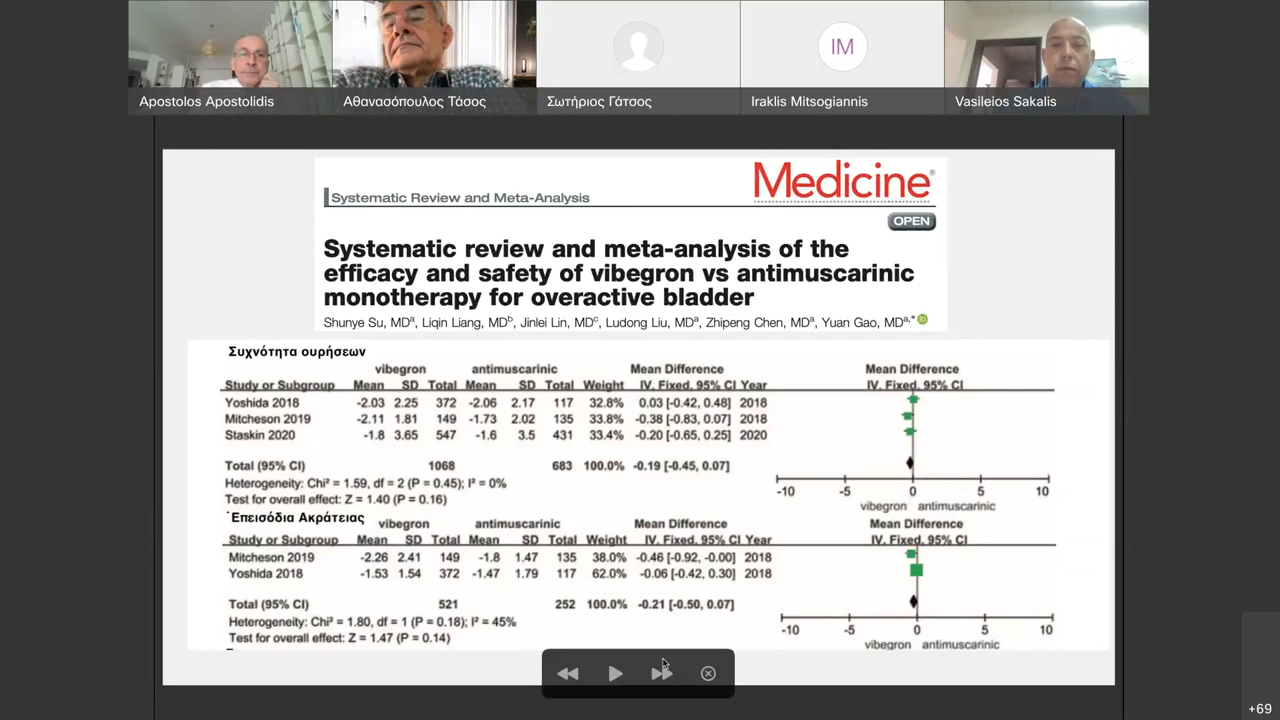 Apostolos Apostolidis
Αθανασόπουλος Τάσος
Σωτήριος Γάτσος
IM
Iraklis Mitsogiannis
Vasileios Sakalis
Systematic Review and Meta-Analysis
Medicine®
OPEN
Systematic review and meta-analysis of the
efficacy and safety of vibegron vs antimuscarinic
monotherapy for overactive bladder
Shunye Su, MDa, Liqin Liang, MDb, Jinlei Lin, MDc, Ludong Liu, MDa, Zhipeng Chen, MDa, Yuan Gao, MDa,*
Συχνότητα ουρήσεων
vibegron antimuscarinic Mean Difference Mean Difference
Study or Subgroup Mean SD Total Mean SD Total Weight IV. Fixed. 95% CI Year IV. Fixed. 95% CI
Yoshida 2018 -2.03 2.25 372 -2.06 2.17 117 32.8% 0.03 [-0.42, 0.48] 2018
Mitcheson 2019 -2.11 1.81 149 -1.73 2.02 135 33.8% -0.38 [-0.83, 0.07] 2018
Staskin 2020 -1.8 3.65 547 -1.6 3.5 431 33.4% -0.20 [-0.65, 0.25] 2020
Total (95% CI) 1068 683 100.0% -0.19 [-0.45, 0.07]
Heterogeneity: Chi² = 1.59, df = 2 (P = 0.45); I² = 0%
Test for overall effect: Z = 1.40 (P = 0.16)
-10 -5 0 5 10
vibegron antimuscarinic
Έπεισόδια Ακράτειας
vibegron antimuscarinic Mean Difference Mean Difference
Study or Subgroup Mean SD Total Mean SD Total Weight IV. Fixed. 95% CI Year IV. Fixed. 95% CI
Mitcheson 2019 -2.26 2.41 149 -1.8 1.47 135 38.0% -0.46 [-0.92, -0.00] 2018
Yoshida 2018 -1.53 1.54 372 -1.47 1.79 117 62.0% -0.06 [-0.42, 0.30] 2018
Total (95% CI) 521 252 100.0% -0.21 [-0.50, 0.07]
Heterogeneity: Chi² = 1.80, df = 1 (P = 0.18); I² = 45%
Test for overall effect: Z = 1.47 (P = 0.14)
-10 -5 0 5 10
vibegron antimuscarinic
+69